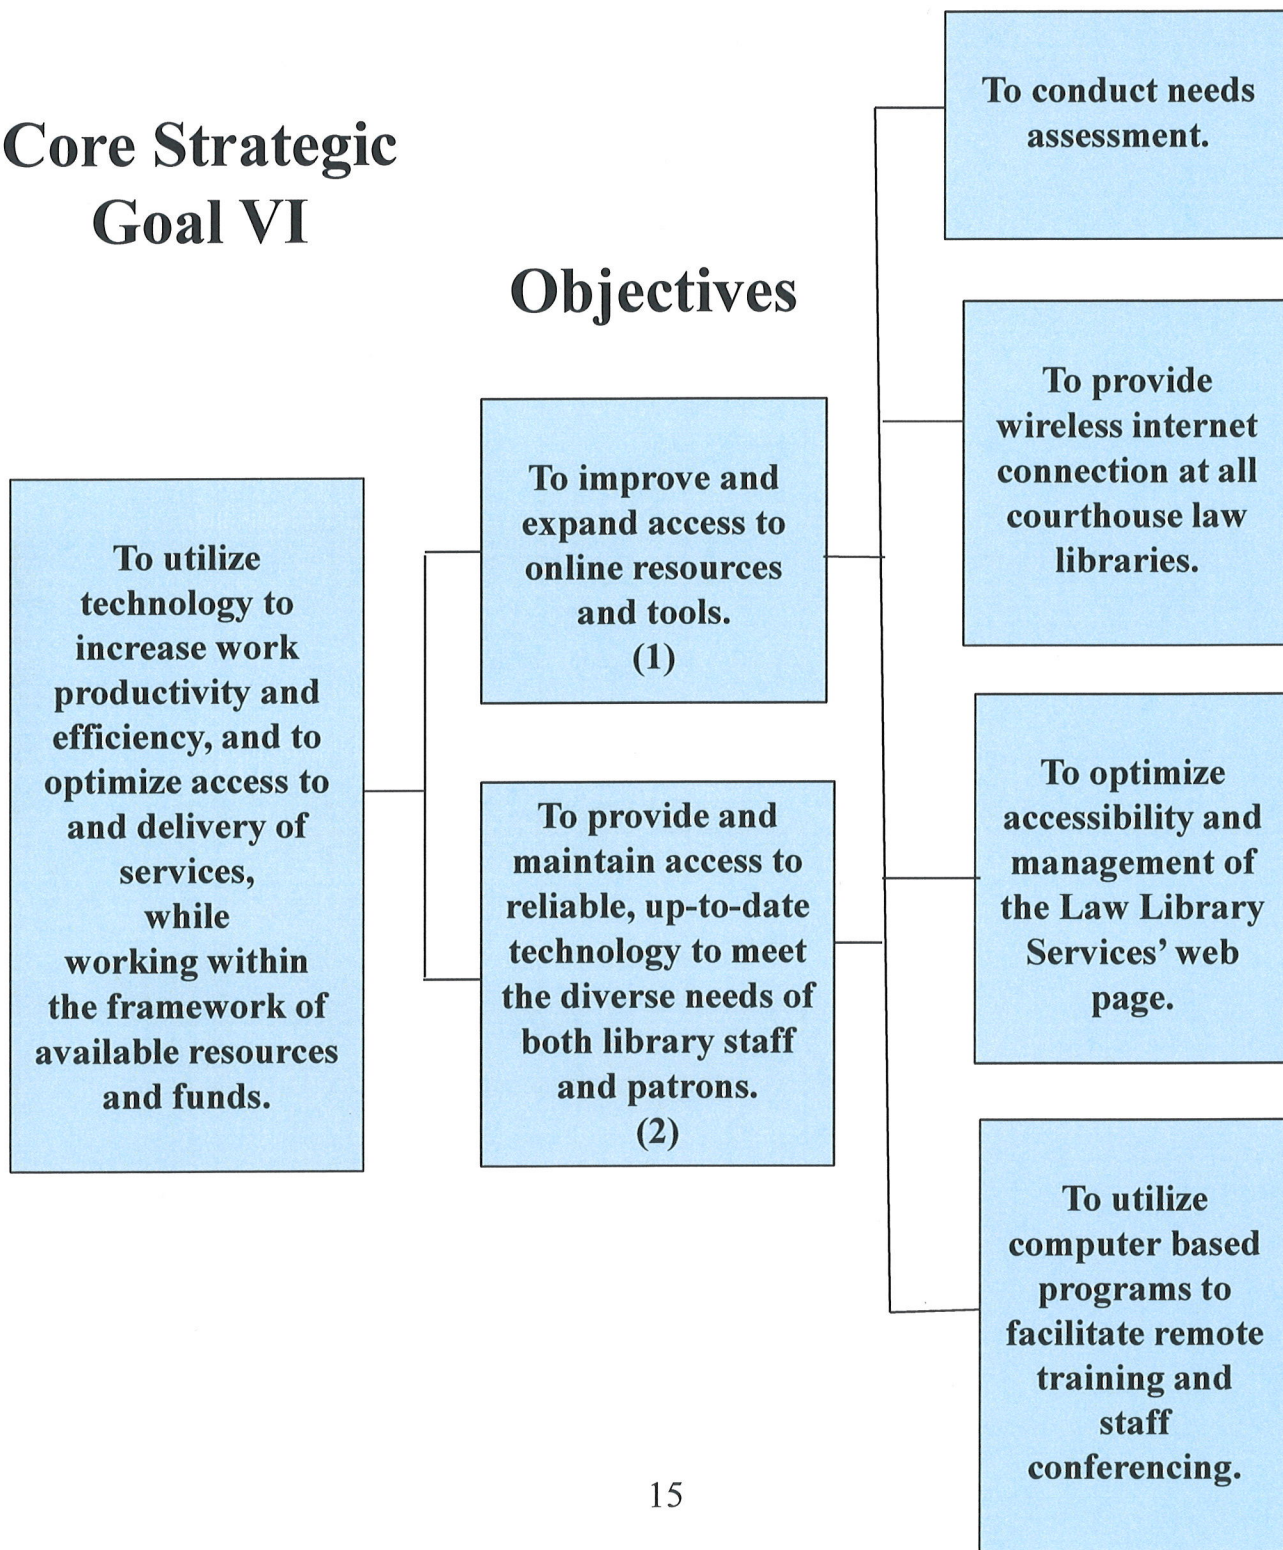 Core Strategic
Goal VI
Objectives
To utilize
technology to
increase work
productivity and
efficiency, and to
optimize access to
and delivery of
services,
while
working within
the framework of
available resources
and funds.
To improve and
expand access to
online resources
and tools.
(1)
To provide and
maintain access to
reliable, up-to-date
technology to meet
the diverse needs of
both library staff
and patrons.
(2)
To conduct needs
assessment.
To provide
wireless internet
connection at all
courthouse law
libraries.
To optimize
accessibility and
management of
the Law Library
Services’ web
page.
To utilize
computer based
programs to
facilitate remote
training and
staff
conferencing.
15